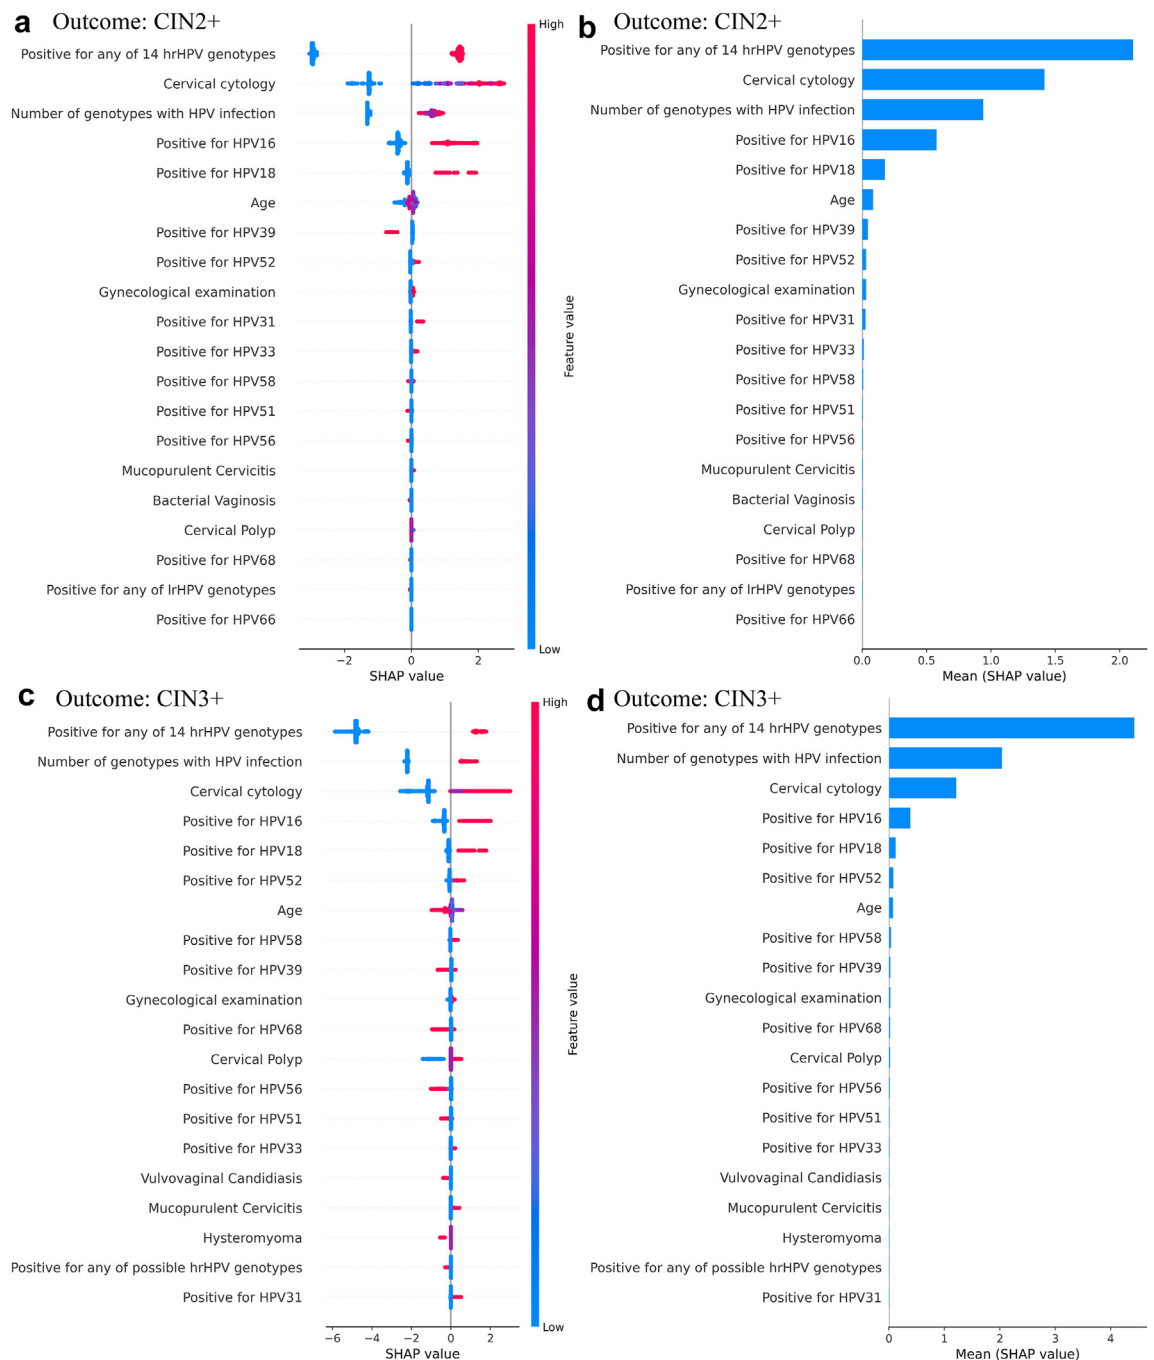 a Outcome: CIN2+
High
Positive for any of 14 hrHPV genotypes
Cervical cytology
Number of genotypes with HPV infection
Positive for HPV16
Positive for HPV18
Age
Positive for HPV39
Positive for HPV52
Gynecological examination
Positive for HPV31
Positive for HPV33
Positive for HPV58
Positive for HPV51
Positive for HPV56
Mucopurulent Cervicitis
Bacterial Vaginosis
Cervical Polyp
Positive for HPV68
Positive for any of lrHPV genotypes
Positive for HPV66
Feature value
Low
−2 0 2
SHAP value
b Outcome: CIN2+
Positive for any of 14 hrHPV genotypes
Cervical cytology
Number of genotypes with HPV infection
Positive for HPV16
Positive for HPV18
Age
Positive for HPV39
Positive for HPV52
Gynecological examination
Positive for HPV31
Positive for HPV33
Positive for HPV58
Positive for HPV51
Positive for HPV56
Mucopurulent Cervicitis
Bacterial Vaginosis
Cervical Polyp
Positive for HPV68
Positive for any of lrHPV genotypes
Positive for HPV66
0.0 0.5 1.0 1.5 2.0
Mean (SHAP value)
c Outcome: CIN3+
High
Positive for any of 14 hrHPV genotypes
Number of genotypes with HPV infection
Cervical cytology
Positive for HPV16
Positive for HPV18
Positive for HPV52
Age
Positive for HPV58
Positive for HPV39
Gynecological examination
Positive for HPV68
Cervical Polyp
Positive for HPV56
Positive for HPV51
Positive for HPV33
Vulvovaginal Candidiasis
Mucopurulent Cervicitis
Hysteromyoma
Positive for any of possible hrHPV genotypes
Positive for HPV31
Feature value
Low
−6 −4 −2 0 2
SHAP value
d Outcome: CIN3+
Positive for any of 14 hrHPV genotypes
Number of genotypes with HPV infection
Cervical cytology
Positive for HPV16
Positive for HPV18
Positive for HPV52
Age
Positive for HPV58
Positive for HPV39
Gynecological examination
Positive for HPV68
Cervical Polyp
Positive for HPV56
Positive for HPV51
Positive for HPV33
Vulvovaginal Candidiasis
Mucopurulent Cervicitis
Hysteromyoma
Positive for any of possible hrHPV genotypes
Positive for HPV31
0 1 2 3 4
Mean (SHAP value)